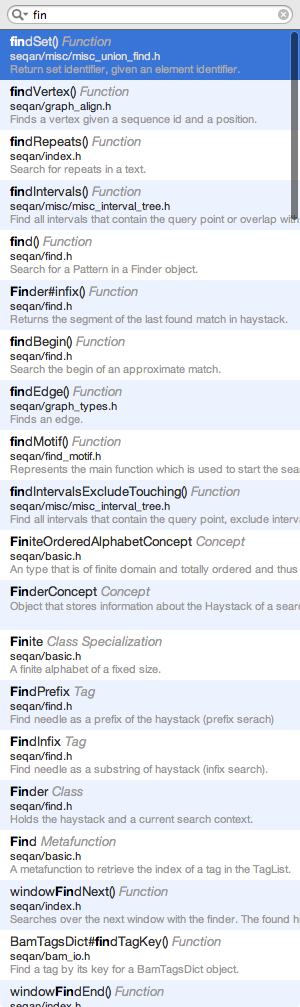 fin
findSet() Function
seqan/misc/misc_union_find.h
Return set identifier, given an element identifier.
findVertex() Function
seqan/graph_align.h
Finds a vertex given a sequence id and a position.
findRepeats() Function
seqan/index.h
Search for repeats in a text.
findIntervals() Function
seqan/misc/misc_interval_tree.h
Find all intervals that contain the query point or overlap with
find() Function
seqan/find.h
Search for a Pattern in a Finder object.
Finder#infix() Function
seqan/find.h
Returns the segment of the last found match in haystack.
findBegin() Function
seqan/find.h
Search the begin of an approximate match.
findEdge() Function
seqan/graph_types.h
Finds an edge.
findMotif() Function
seqan/find_motif.h
Represents the main function which is used to start the sea
findIntervalsExcludeTouching() Function
seqan/misc/misc_interval_tree.h
Find all intervals that contain the query point, exclude interva
FiniteOrderedAlphabetConcept Concept
seqan/basic.h
An type that is of finite domain and totally ordered and thus
FinderConcept Concept
Object that stores information about the Haystack of a sear
Finite Class Specialization
seqan/basic.h
A finite alphabet of a fixed size.
FindPrefix Tag
seqan/find.h
Find needle as a prefix of the haystack (prefix serach)
FindInfix Tag
seqan/find.h
Find needle as a substring of haystack (infix search).
Finder Class
seqan/find.h
Holds the haystack and a current search context.
Find Metafunction
seqan/basic.h
A metafunction to retrieve the index of a tag in the TagList.
windowFindNext() Function
seqan/index.h
Searches over the next window with the finder. The found hi
BamTagsDict#findTagKey() Function
seqan/bam_io.h
Find a tag by its key for a BamTagsDict object.
windowFindEnd() Function
seqan/index.h